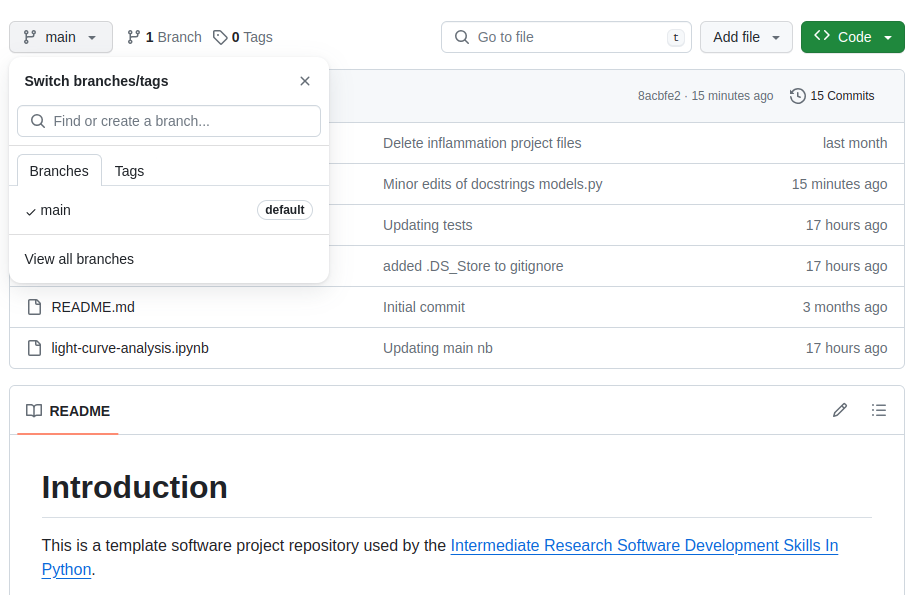 main 1 Branch 0 Tags Go to file t Add file Code
Switch branches/tags
8acbfe2 · 15 minutes ago 15 Commits
Find or create a branch...
Delete inflammation project files last month
Branches Tags
Minor edits of docstrings models.py 15 minutes ago
main default
Updating tests 17 hours ago
View all branches
added .DS_Store to gitignore 17 hours ago
README.md Initial commit 3 months ago
light-curve-analysis.ipynb Updating main nb 17 hours ago
README
Introduction
This is a template software project repository used by the Intermediate Research Software Development Skills In
Python.